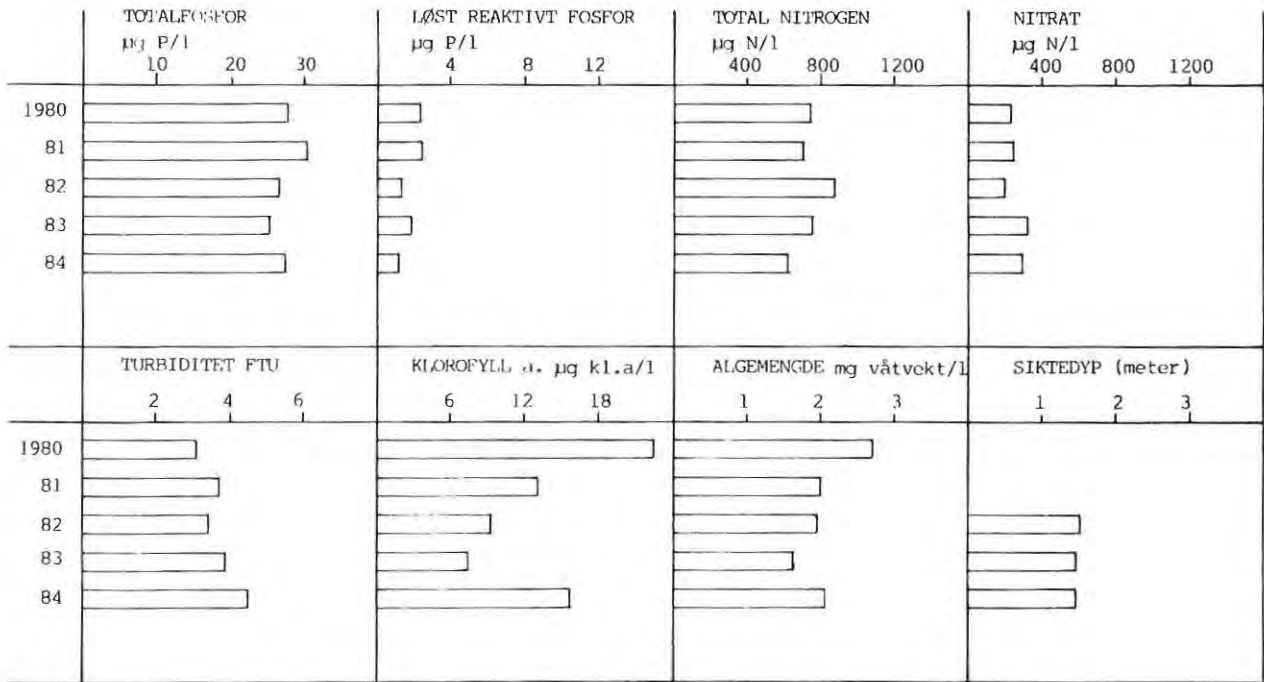 TOTALFOSFOR LØST REAKTIVT FOSFOR TOTAL NITROGEN NITRAT
µg P/l µg P/l µg N/l µg N/l
10 20 30 4 8 12 400 800 1200 400 800 1200
1980
81
82
83
84
TURBIDITET FTU KLOROFYLL a. µg kl.a/l ALGEMENGDE mg våtvekt/l SIKTEDYP (meter)
2 4 6 6 12 18 1 2 3 1 2 3
1980
81
82
83
84